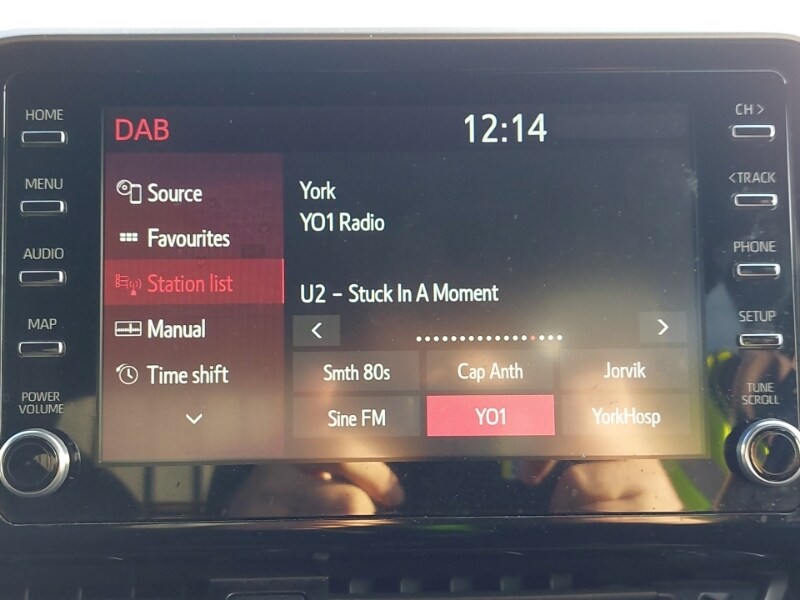 HOME
MENU
AUDIO
MAP
POWER
VOLUME
DAB
12:14
Source
Favourites
Station list
Manual
Time shift
York
YO1 Radio
U2 – Stuck In A Moment
<
>
Smth 80s
Cap Anth
Jorvik
Sine FM
YO1
YorkHosp
CH >
<TRACK
PHONE
SETUP
TUNE
SCROLL